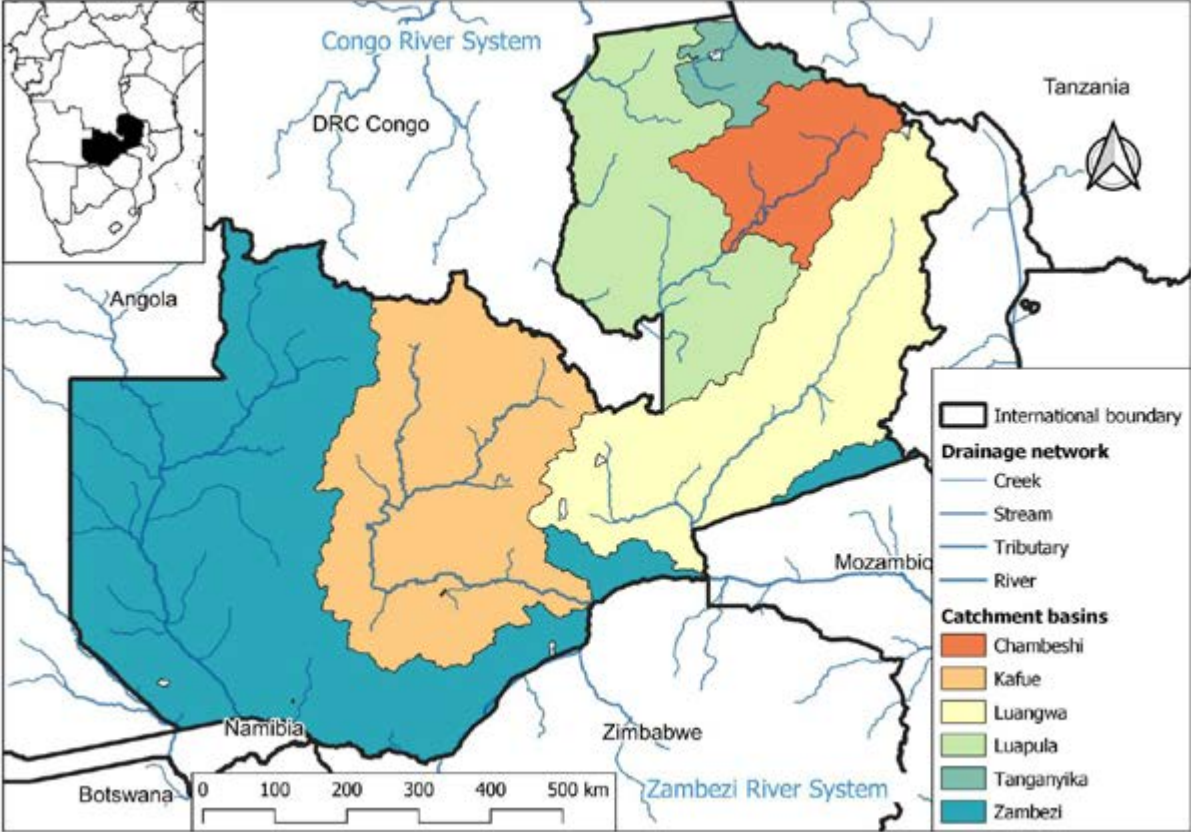 Congo River System
Tanzania
DRC Congo
Angola
International boundary
Drainage network
Creek
Stream
Tributary
River
Mozambic
Catchment basins
Chambeshi
Kafue
Luangwa
Luapula
Tanganyika
Zambezi
Namibia
Zimbabwe
Botswana
0 100 200 300 400 500 km
Zambezi River System